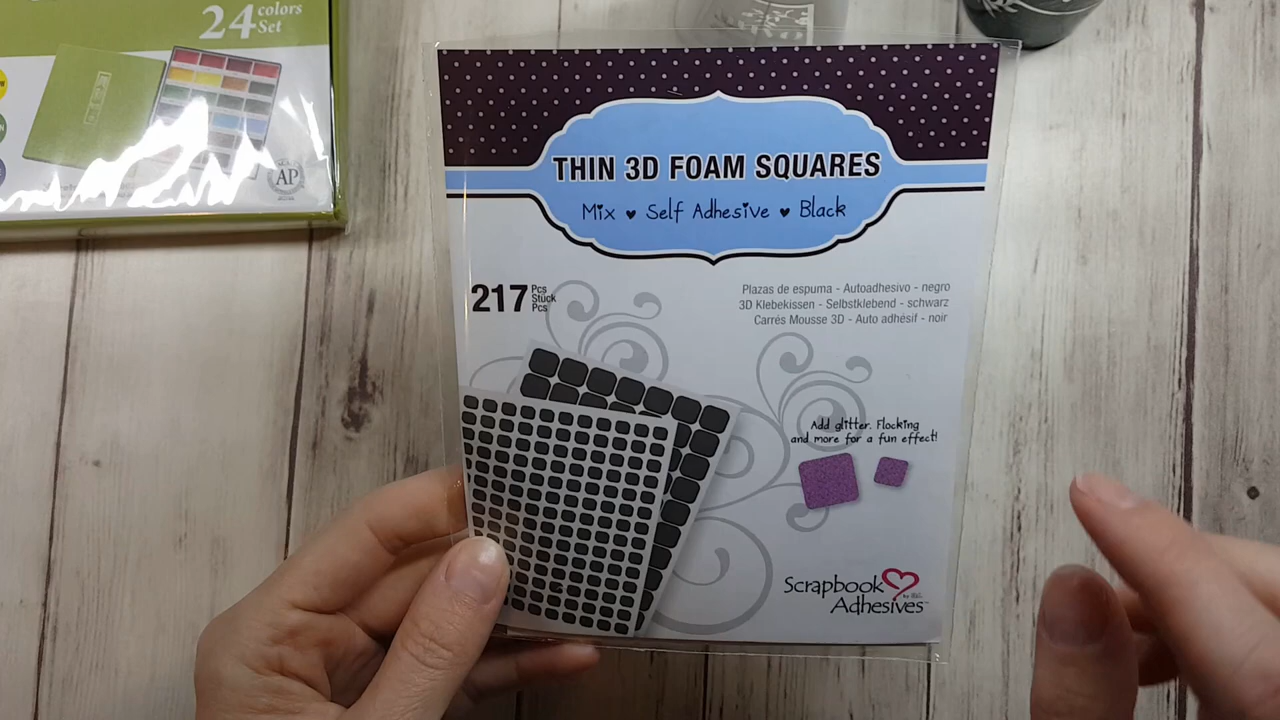 24 colors
Set
AP
THIN 3D FOAM SQUARES
Mix ♥ Self Adhesive ♥ Black
217 Pcs
Stück
Pcs
Plazas de espuma - Autoadhesivo - negro
3D Klebekissen - Selbstklebend - schwarz
Carrés Mousse 3D - Auto adhésif - noir
Add glitter, Flocking
and more for a fun effect!
Scrapbook
Adhesives